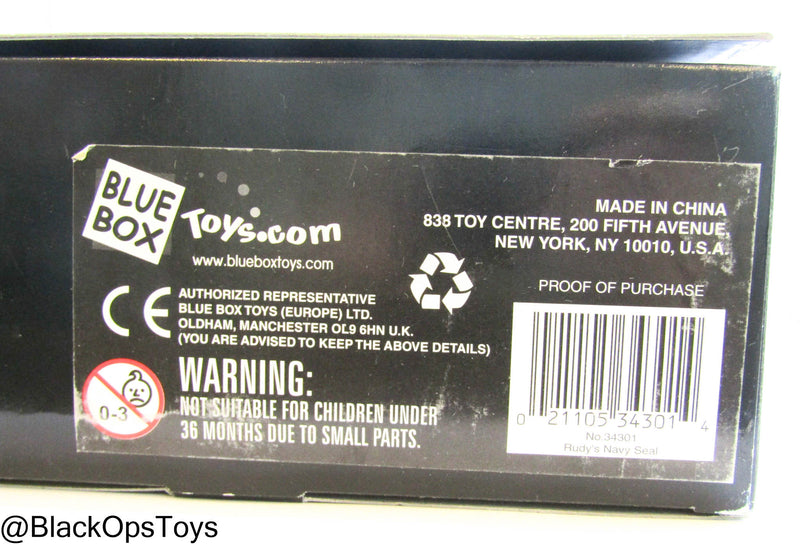 BLUE
BOX
Toys.com
www.blueboxtoys.com
MADE IN CHINA
838 TOY CENTRE, 200 FIFTH AVENUE,
NEW YORK, NY 10010, U.S.A.
CE
AUTHORIZED REPRESENTATIVE
BLUE BOX TOYS (EUROPE) LTD.
OLDHAM, MANCHESTER OL9 6HN U.K.
(YOU ARE ADVISED TO KEEP THE ABOVE DETAILS)
PROOF OF PURCHASE
0-3
WARNING:
NOT SUITABLE FOR CHILDREN UNDER
36 MONTHS DUE TO SMALL PARTS.
0 21105 34301 4
No.34301
Rudy's Navy Seal
@BlackOpsToys